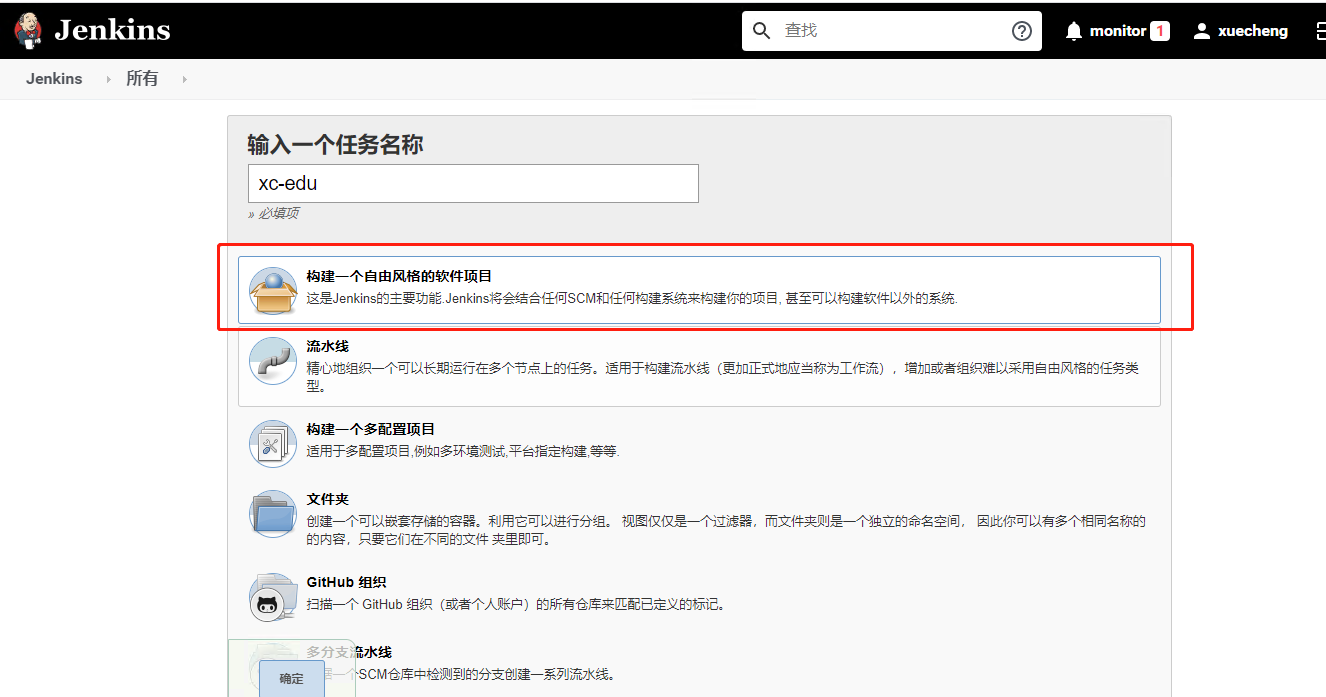 Jenkins
查找
monitor 1
xuecheng
Jenkins
所有
输入一个任务名称
xc-edu
» 必填项
构建一个自由风格的软件项目
这是Jenkins的主要功能.Jenkins将会结合任何SCM和任何构建系统来构建你的项目, 甚至可以构建软件以外的系统.
流水线
精心地组织一个可以长期运行在多个节点上的任务。适用于构建流水线（更加正式地应当称为工作流），增加或者组织难以采用自由风格的任务类
型。
构建一个多配置项目
适用于多配置项目,例如多环境测试,平台指定构建,等等.
文件夹
创建一个可以嵌套存储的容器。利用它可以进行分组。 视图仅仅是一个过滤器，而文件夹则是一个独立的命名空间， 因此你可以有多个相同名称的
的内容，只要它们在不同的文件 夹里即可。
GitHub 组织
扫描一个 GitHub 组织（或者个人账户）的所有仓库来匹配已定义的标记。
多分支流水线
一个SCM仓库中检测到的分支创建一系列流水线。
确定